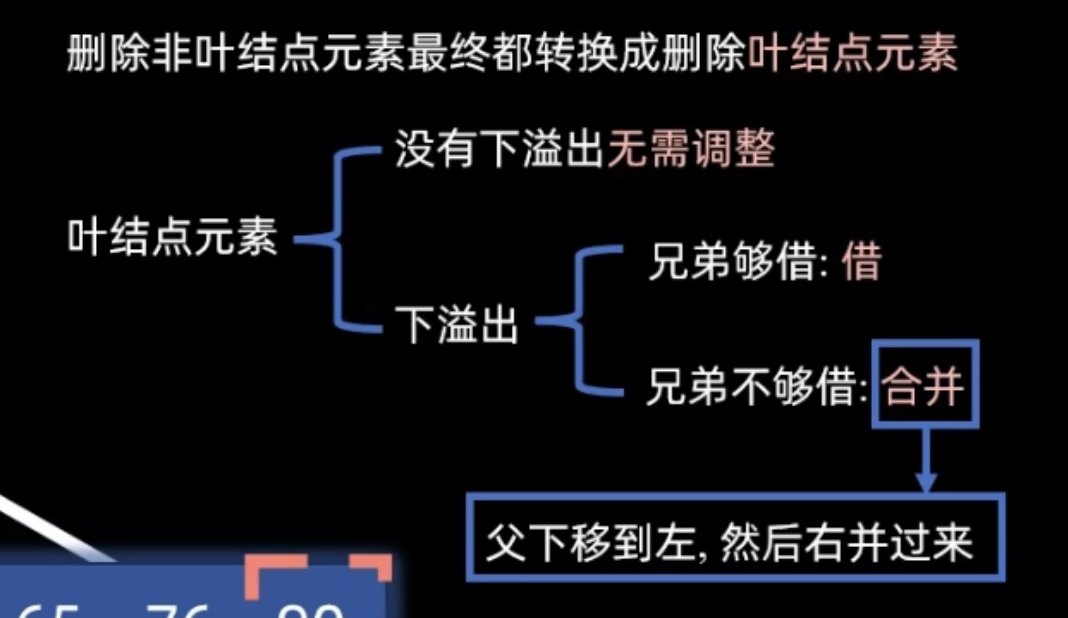 删除非叶结点元素最终都转换成删除叶结点元素
没有下溢出无需调整
叶结点元素
兄弟够借: 借
下溢出
兄弟不够借: 合并
父下移到左, 然后右并过来
65 76